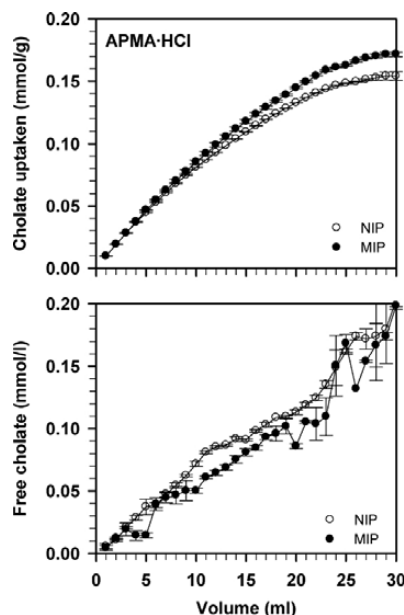 APMA·HCl
Cholate uptaken (mmol/g)
0.20
0.15
0.10
0.05
0.00
NIP
MIP
Free cholate (mmol/l)
0.20
0.15
0.10
0.05
0.00
NIP
MIP
0 5 10 15 20 25 30
Volume (ml)